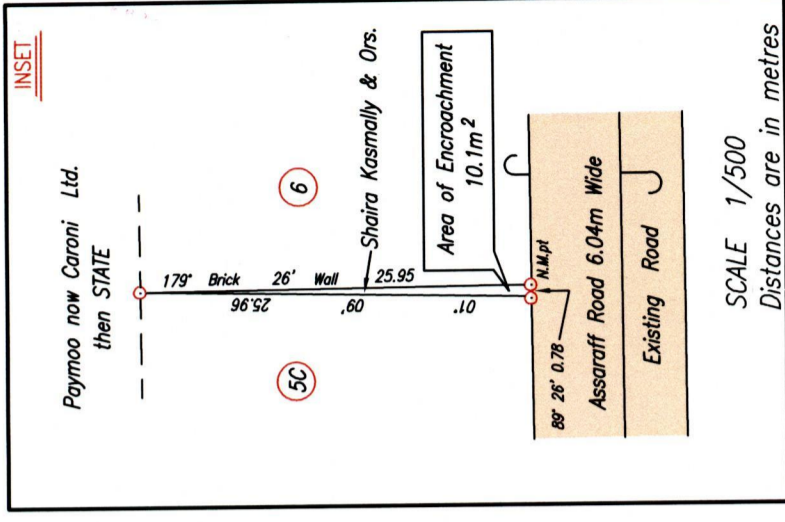 INSET
Paymoo now Caroni Ltd.
then STATE
6
5C
Shaira Kasmally & Ors.
179° Brick 26' Wall 25.95
01° 09' 25.96
Area of Encroachment
10.1m²
N.M.pt
89° 26' 0.78
Assaraff Road 6.04m Wide
Existing Road
SCALE 1/500
Distances are in metres